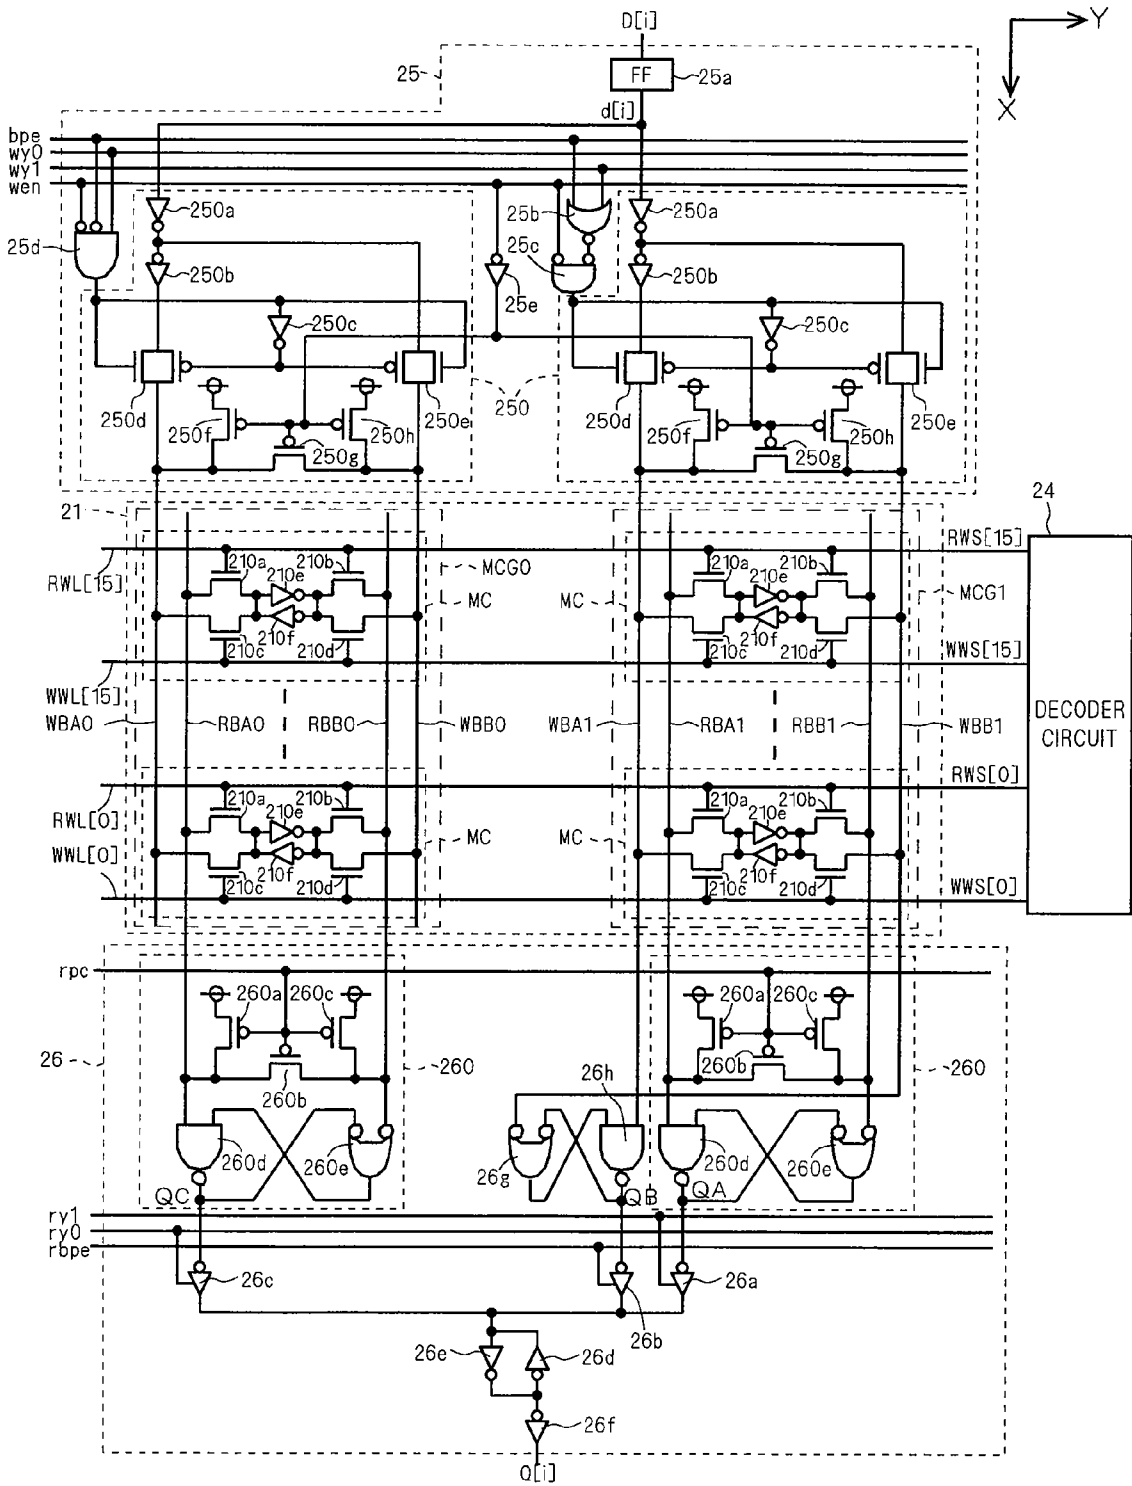 D[i]
Y
X
25
FF
25a
d[i]
bpe
wy0
wy1
wen
250a
25b
250a
25d
25c
250b
250b
25e
250c
250c
250d
250e
250
250d
250e
250f
250h
250f
250h
250g
250g
21
24
RWS[15]
210a
210b
210a
210b
210e
210e
RWL[15]
MCG0
MCG1
MC
MC
210f
210f
210c
210d
210c
210d
WWS[15]
WWL[15]
WBA0
RBA0
RBB0
WBB0
WBA1
RBA1
RBB1
WBB1
DECODER
CIRCUIT
RWS[0]
210a
210b
210a
210b
210e
210e
RWL[0]
MC
MC
WWL[0]
210f
210f
210c
210d
210c
210d
WWS[0]
rpc
260a
260c
260a
260c
26
260
260
260b
260b
26h
260d
260e
26g
260d
260e
QC
QB
QA
ry1
ry0
rbpe
26c
26a
26b
26e
26d
26f
Q[i]